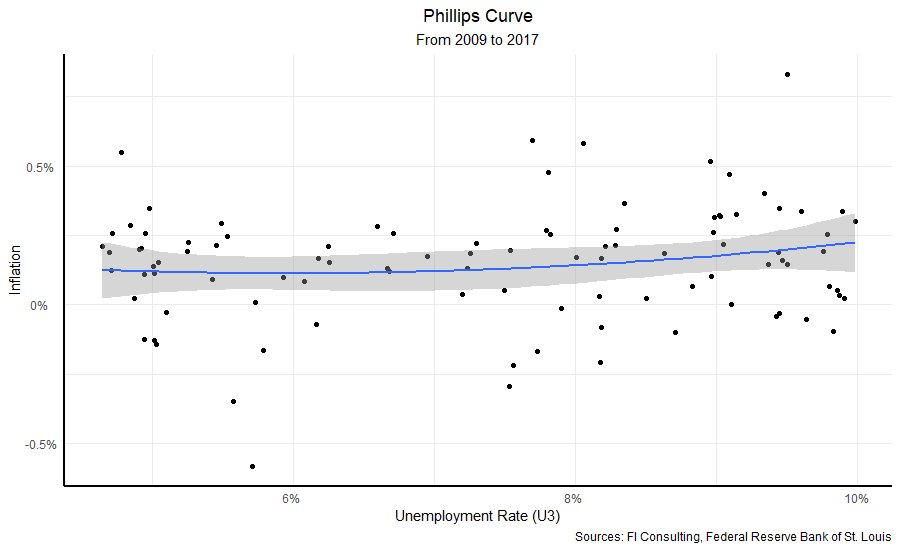 Phillips Curve
From 2009 to 2017
Inflation
0.5%
0%
-0.5%
6%
8%
10%
Unemployment Rate (U3)
Sources: FI Consulting, Federal Reserve Bank of St. Louis